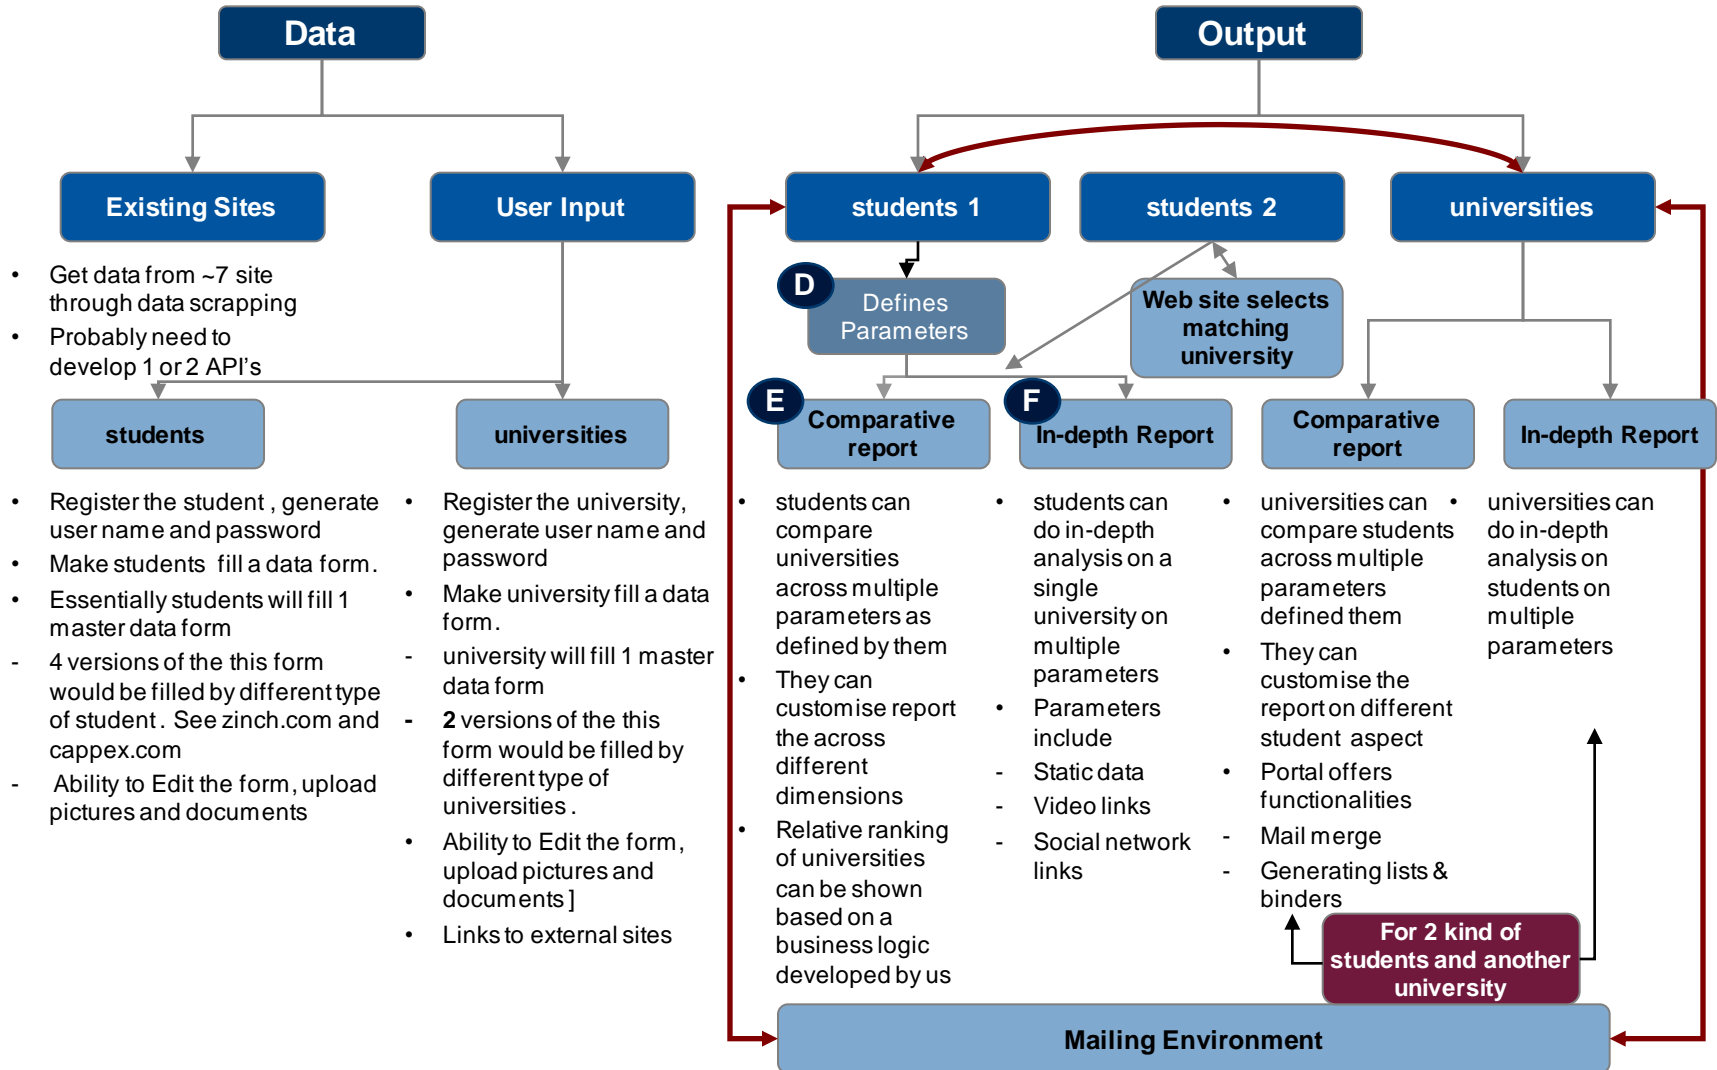 Data
Output
Existing Sites
User Input
students 1
students 2
universities
• Get data from ~7 site
through data scrapping
• Probably need to
develop 1 or 2 API's
D
Defines
Parameters
Web site selects
matching
university
students
universities
E
Comparative
report
F
In-depth Report
Comparative
report
In-depth Report
• Register the student , generate
user name and password
• Make students fill a data form.
• Essentially students will fill 1
master data form
- 4 versions of the this form
would be filled by different type
of student . See zinch.com and
cappex.com
- Ability to Edit the form, upload
pictures and documents
• Register the university,
generate user name and
password
• Make university fill a data
form.
- university will fill 1 master
data form
- 2 versions of the this
form would be filled by
different type of
universities .
• Ability to Edit the form,
upload pictures and
documents ]
• Links to external sites
• students can
compare
universities
across multiple
parameters as
defined by them
• They can
customise report
the across
different
dimensions
• Relative ranking
of universities
can be shown
based on a
business logic
developed by us
• students can
do in-depth
analysis on a
single
university on
multiple
parameters
• Parameters
include
- Static data
- Video links
- Social network
links
• universities can
compare students
across multiple
parameters
defined them
• They can
customise the
report on different
student aspect
• Portal offers
functionalities
- Mail merge
- Generating lists &
binders
• universities can
do in-depth
analysis on
students on
multiple
parameters
For 2 kind of
students and another
university
Mailing Environment